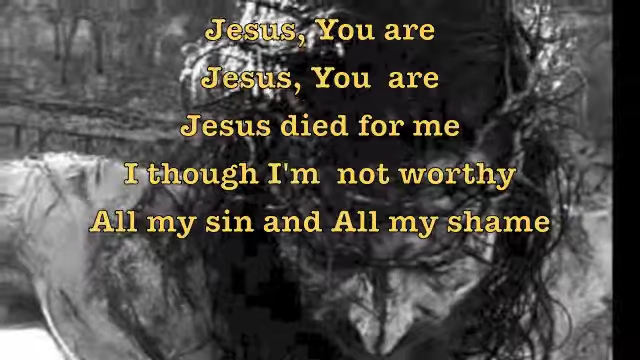 Jesus, You are
Jesus, You are
Jesus died for me
I though I'm not worthy
All my sin and All my shame